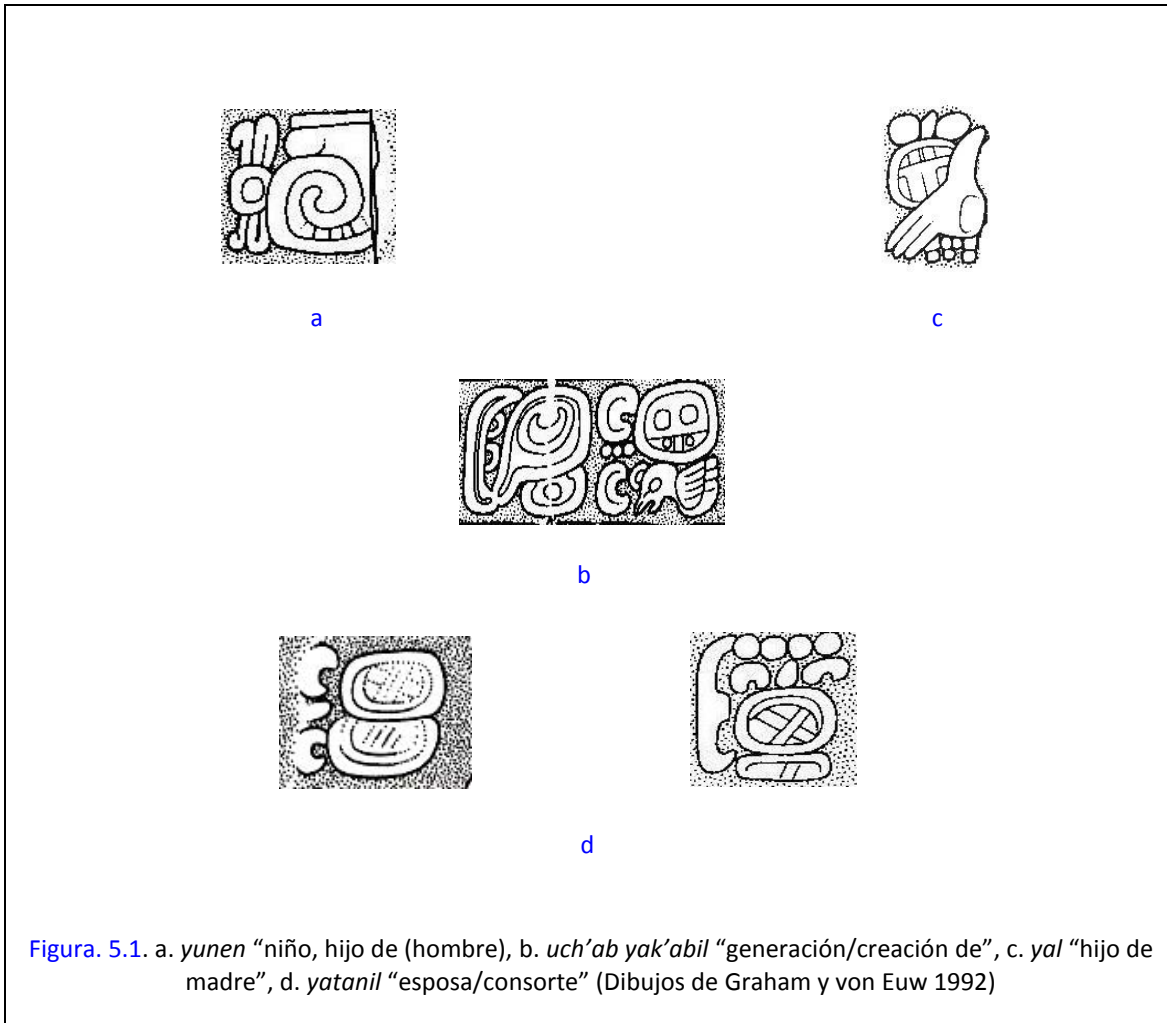 a
c
b
d
Figura. 5.1. a. yunen “niño, hijo de (hombre), b. uch’ab yak’abil “generación/creación de”, c. yal “hijo de
madre”, d. yatanil “esposa/consorte” (Dibujos de Graham y von Euw 1992)